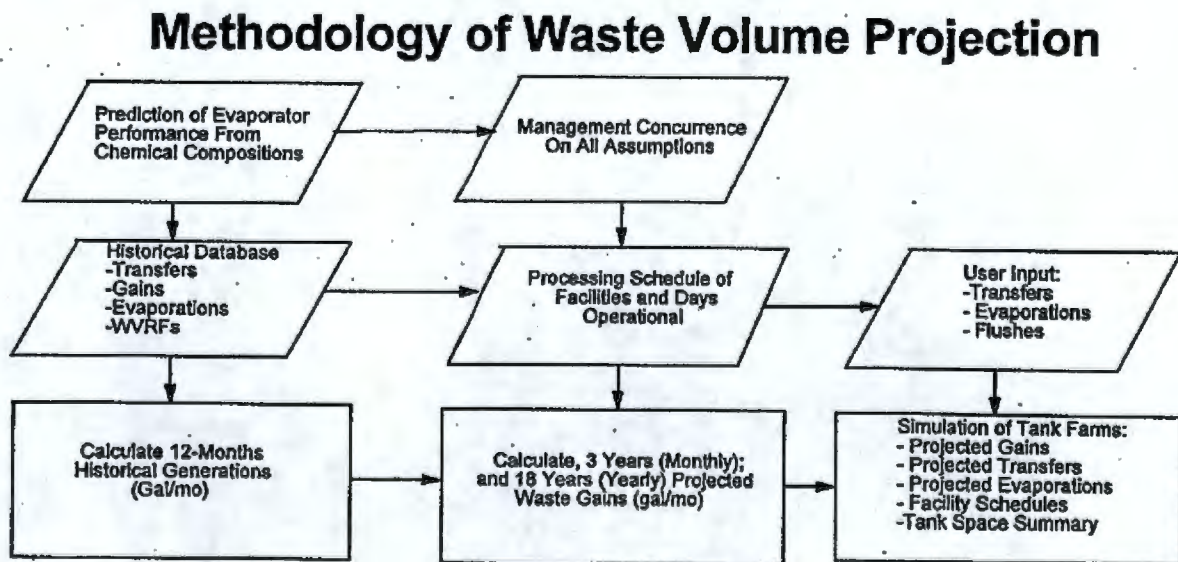 Methodology of Waste Volume Projection
Prediction of Evaporator
Performance From
Chemical Compositions
Management Concurrence
On All Assumptions
Historical Database
-Transfers
-Gains
-Evaporations
-WVRFs
Processing Schedule of
Facilities and Days
Operational
User Input:
-Transfers
- Evaporations
- Flushes
Calculate 12-Months
Historical Generations
(Gal/mo)
Calculate, 3 Years (Monthly);
and 18 Years (Yearly) Projected
Waste Gains (gal/mo)
Simulation of Tank Farms:
- Projected Gains
- Projected Transfers
- Projected Evaporations
- Facility Schedules
-Tank Space Summary